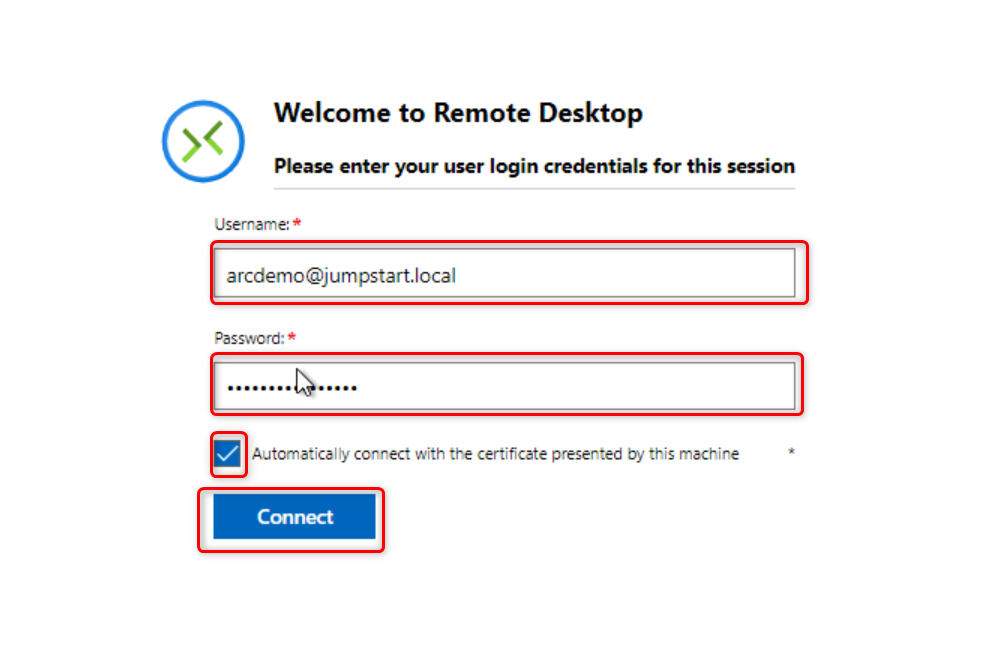 Welcome to Remote Desktop
Please enter your user login credentials for this session
Username: *
arcdemo@jumpstart.local
Password: *
Automatically connect with the certificate presented by this machine *
Connect